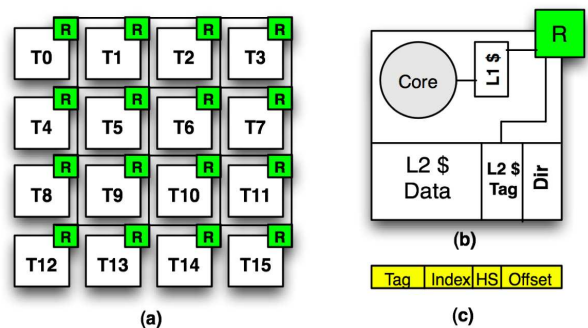 R R R R
T0 T1 T2 T3
R R R R
T4 T5 T6 T7
R R R R
T8 T9 T10 T11
R R R R
T12 T13 T14 T15
(a)
R
Core
L1 $
L2 $
Data
L2 $
Tag
Dir
(b)
Tag Index HS Offset
(c)